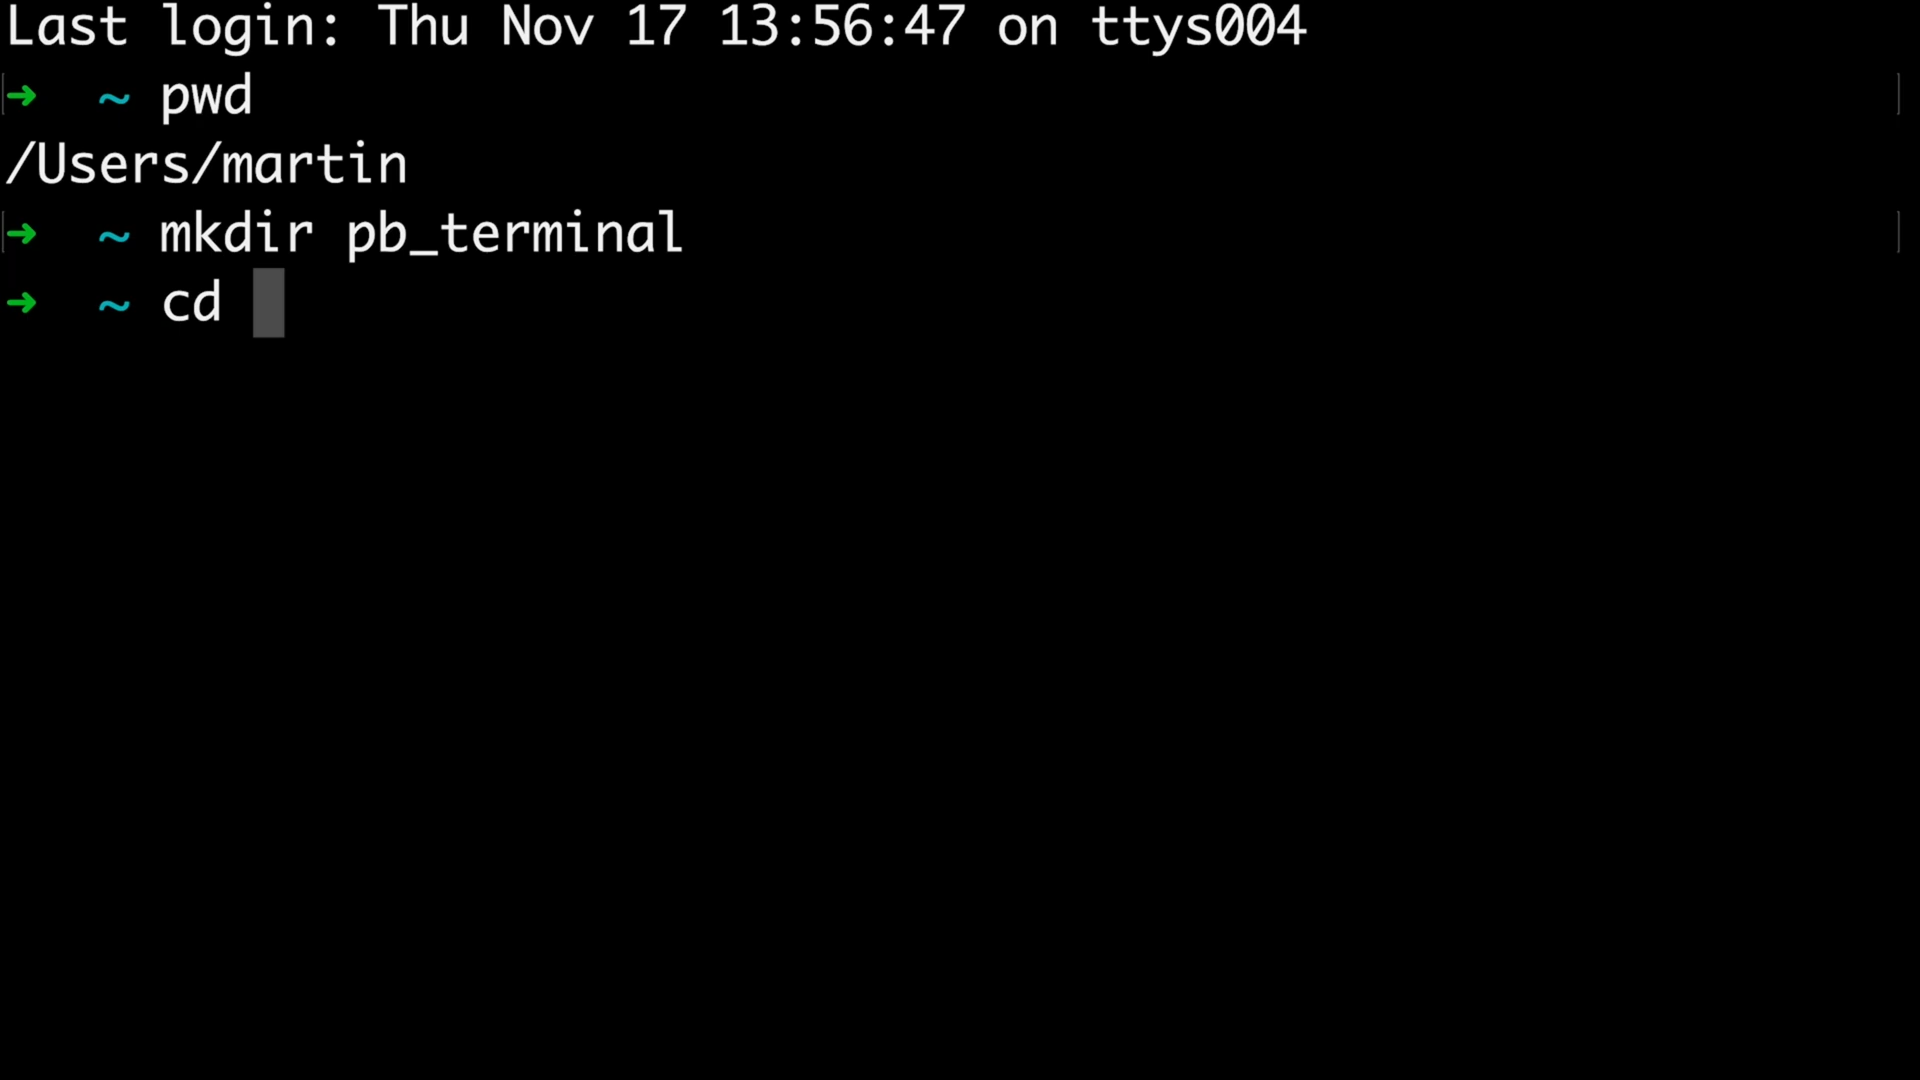 Last login: Thu Nov 17 13:56:47 on ttys004
➜  ~ pwd
/Users/martin
➜  ~ mkdir pb_terminal
➜  ~ cd